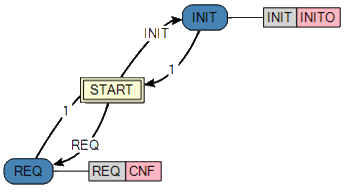 INIT INIT INITO
INIT
1
START
1
REQ
REQ REQ CNF